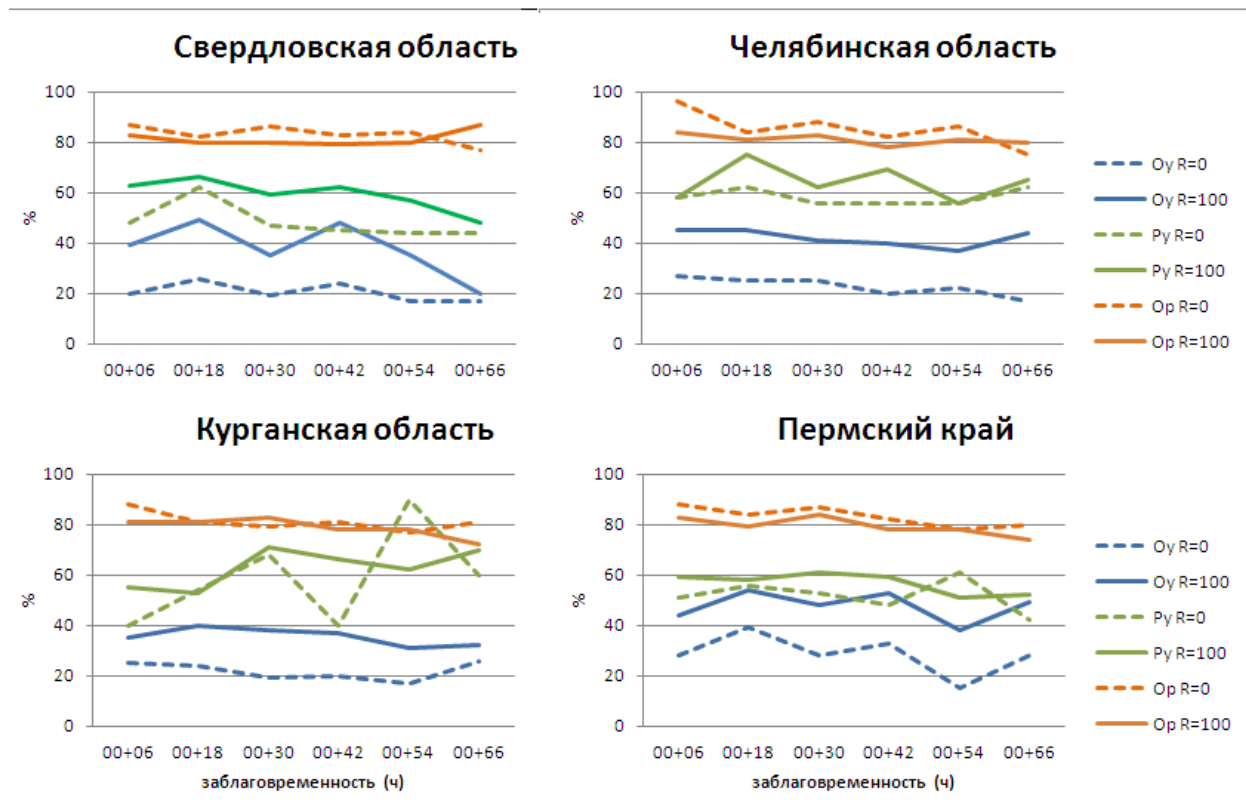 Свердловская область
100
80
60
40
20
0
%
00+06 00+18 00+30 00+42 00+54 00+66
Челябинская область
100
80
60
40
20
0
%
00+06 00+18 00+30 00+42 00+54 00+66
Оу R=0
Оу R=100
Ру R=0
Ру R=100
Ор R=0
Ор R=100
Курганская область
100
80
60
40
20
0
%
00+06 00+18 00+30 00+42 00+54 00+66
заблаговременность (ч)
Пермский край
100
80
60
40
20
0
%
00+06 00+18 00+30 00+42 00+54 00+66
заблаговременность (ч)
Оу R=0
Оу R=100
Ру R=0
Ру R=100
Ор R=0
Ор R=100